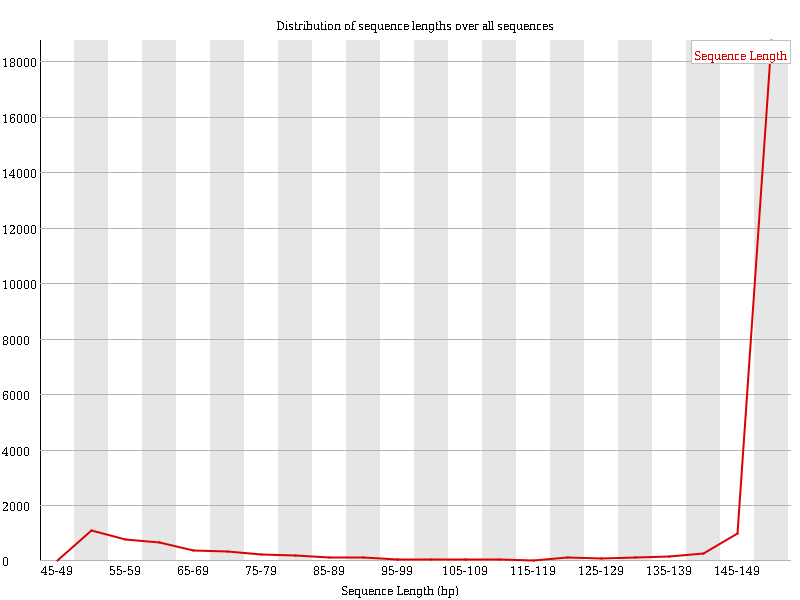 Distribution of sequence lengths over all sequences
Sequence Length
18000
16000
14000
12000
10000
8000
6000
4000
2000
0
45-49 55-59 65-69 75-79 85-89 95-99 105-109 115-119 125-129 135-139 145-149
Sequence Length (bp)